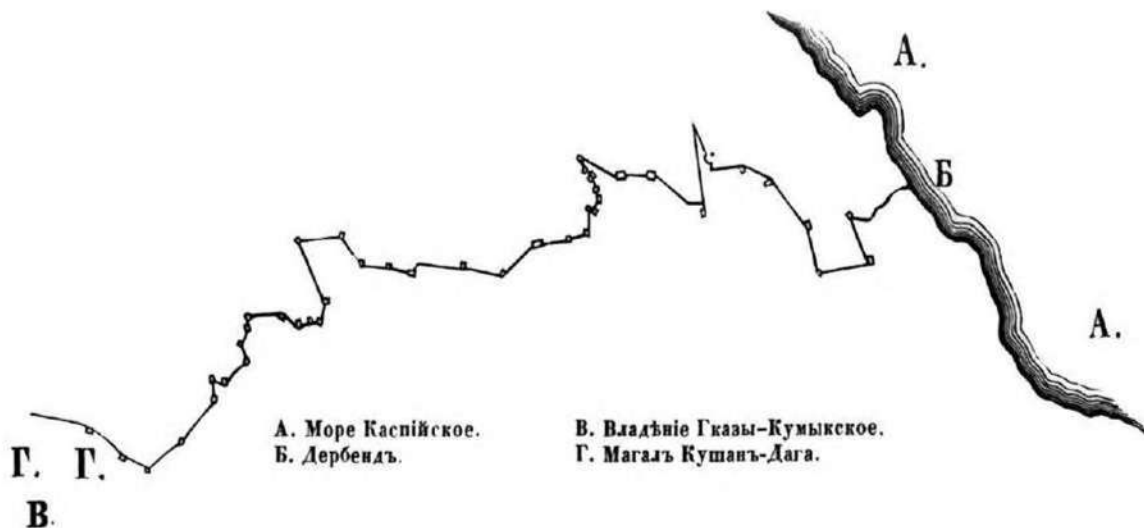 А.
Б
А.
А. Море Каспійское.
Б. Дербендъ.
В. Владѣніе Гказы-Кумыкское.
Г. Магалъ Кушанъ-Дага.
Г. Г.
В.